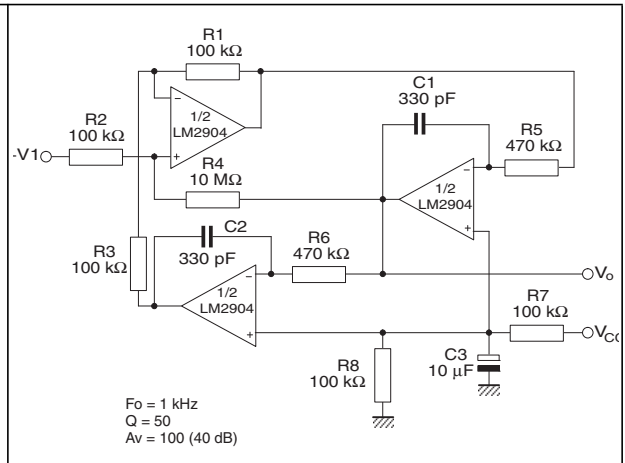 R1
100 kΩ
C1
330 pF
R2
100 kΩ
-
1/2
LM2904
+
R5
470 kΩ
-V1
R4
10 MΩ
-
1/2
LM2904
+
C2
330 pF
R6
470 kΩ
R3
100 kΩ
-
1/2
LM2904
+
Vo
R7
100 kΩ
VCC
R8
100 kΩ
C3
10 µF
Fo = 1 kHz
Q = 50
Av = 100 (40 dB)